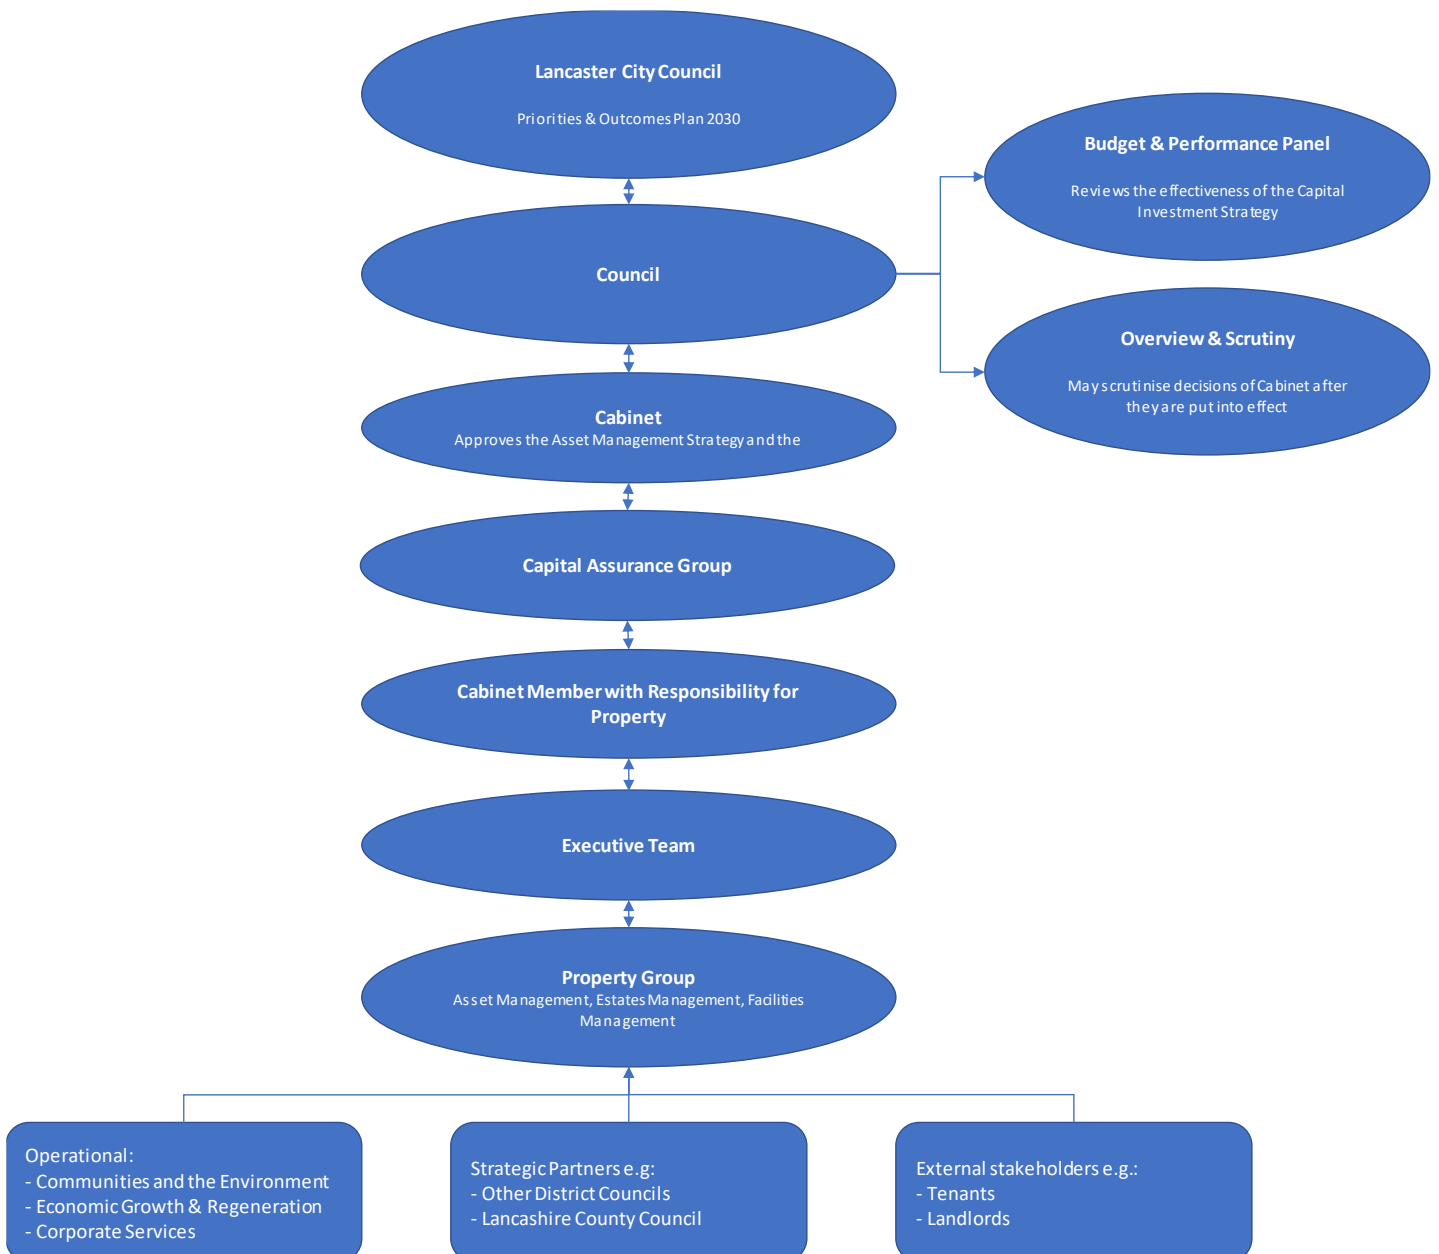 Lancaster City Council
Priorities & Outcomes Plan 2030
Budget & Performance Panel
Reviews the effectiveness of the Capital
Investment Strategy
Council
Overview & Scrutiny
May scrutinise decisions of Cabinet after
they are put into effect
Cabinet
Approves the Asset Management Strategy and the
Capital Assurance Group
Cabinet Member with Responsibility for
Property
Executive Team
Property Group
Asset Management, Estates Management, Facilities
Management
Operational:
- Communities and the Environment
- Economic Growth & Regeneration
- Corporate Services
Strategic Partners e.g:
- Other District Councils
- Lancashire County Council
External stakeholders e.g.:
- Tenants
- Landlords